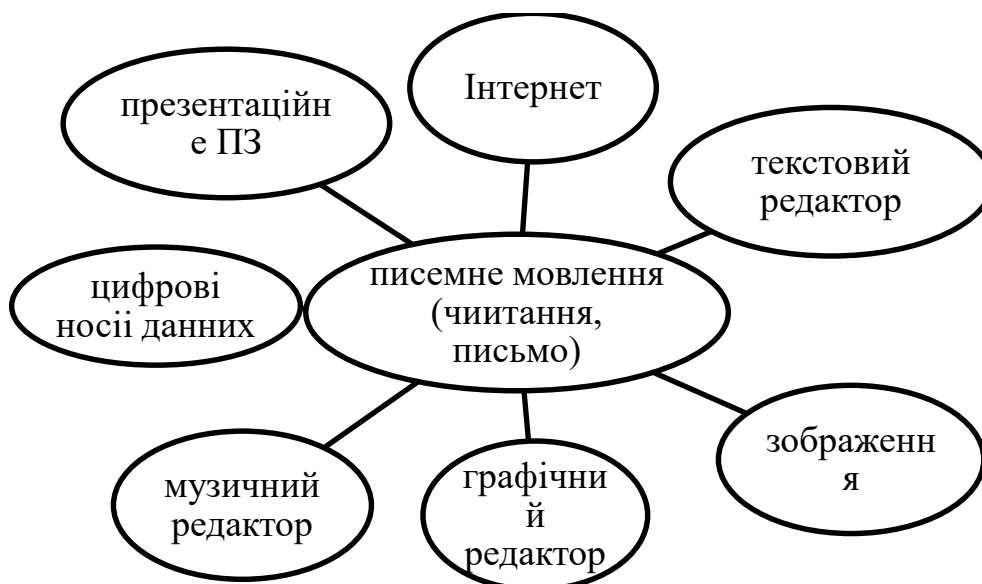 Інтернет
презентаційн
е ПЗ
текстовий
редактор
цифрові
носіі данних
писемне мовлення
(чиитання,
письмо)
зображенн
я
музичний
редактор
графічни
й
редактор